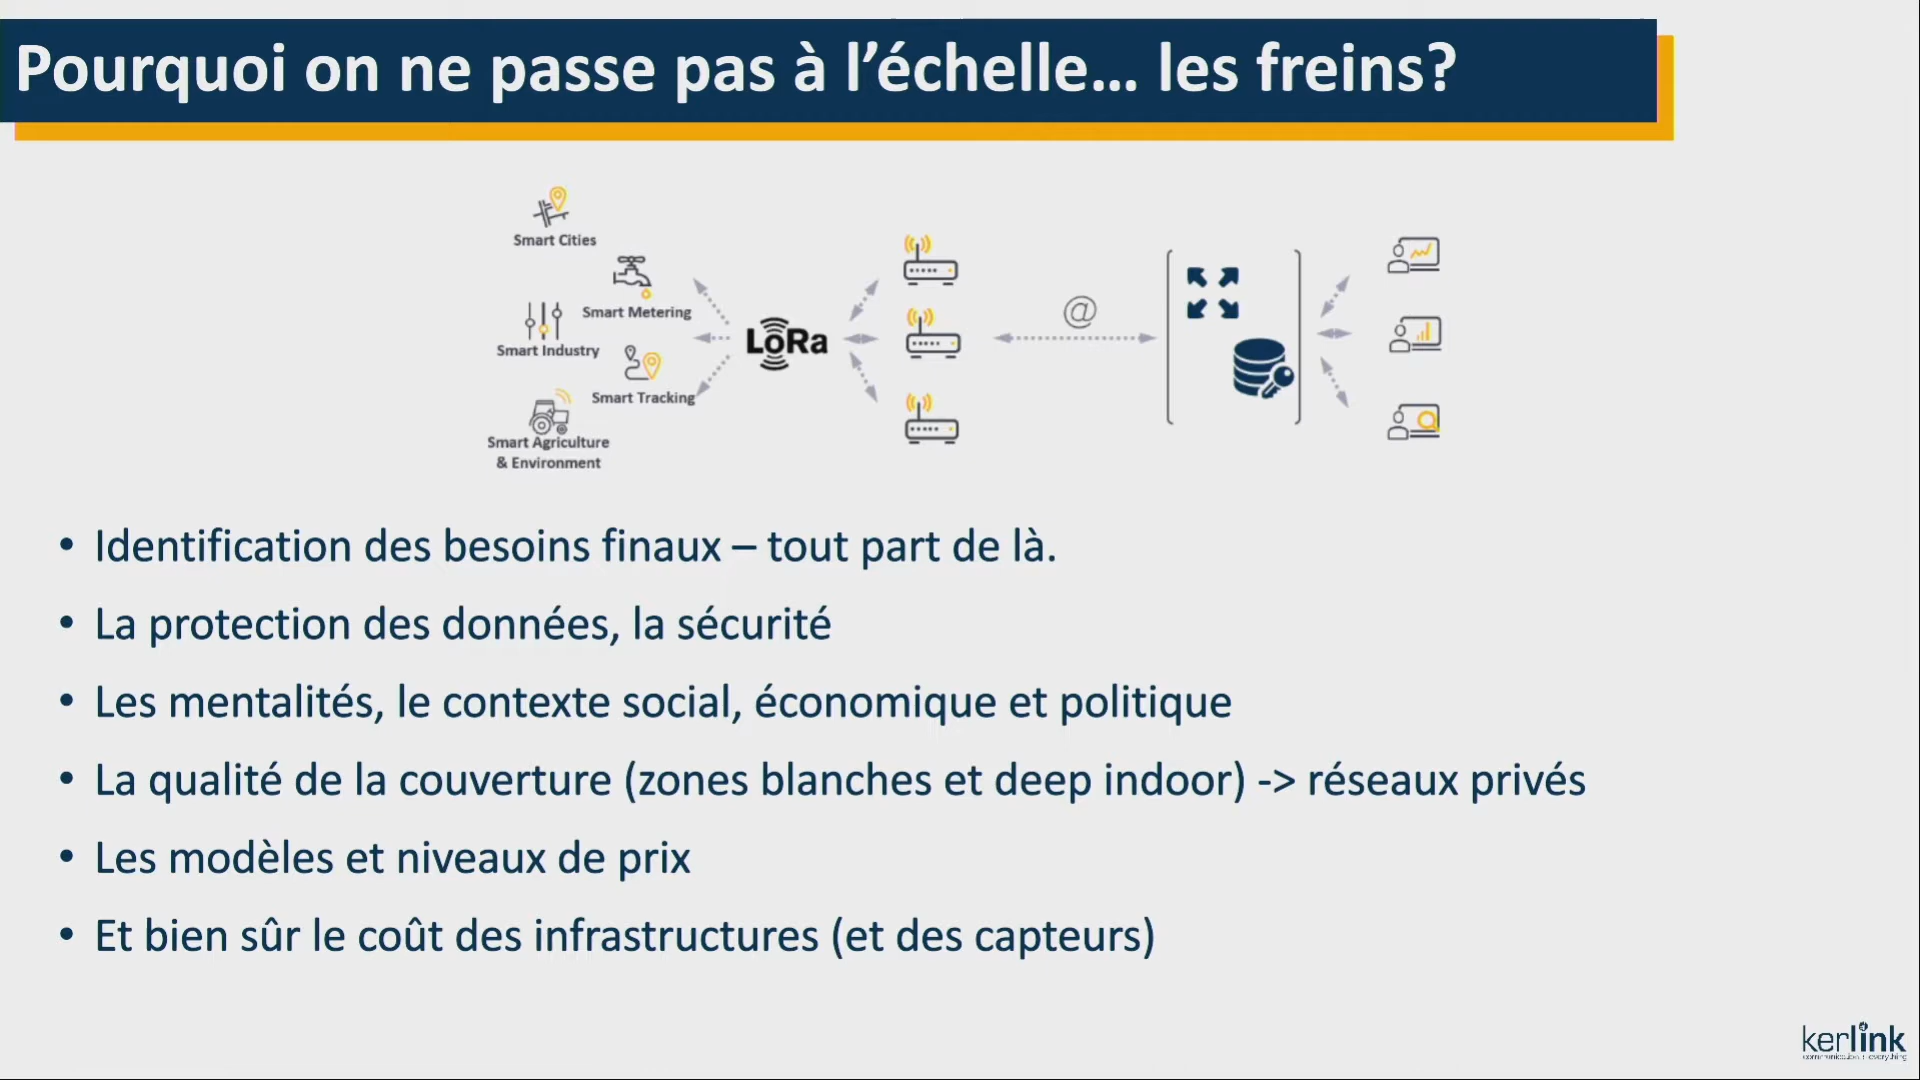 Pourquoi on ne passe pas à l’échelle... les freins?
Smart Cities
Smart Metering
Smart Industry
Smart Tracking
Smart Agriculture
& Environment
LoRa
@
• Identification des besoins finaux – tout part de là.
• La protection des données, la sécurité
• Les mentalités, le contexte social, économique et politique
• La qualité de la couverture (zones blanches et deep indoor) -> réseaux privés
• Les modèles et niveaux de prix
• Et bien sûr le coût des infrastructures (et des capteurs)
kerlink